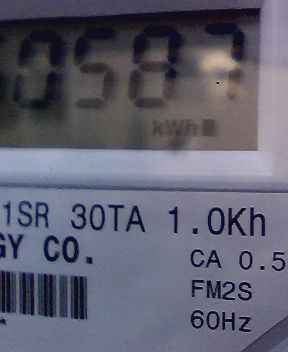 0587
kWh
1SR 30TA 1.0Kh
GY CO.
CA 0.5
FM2S
60Hz